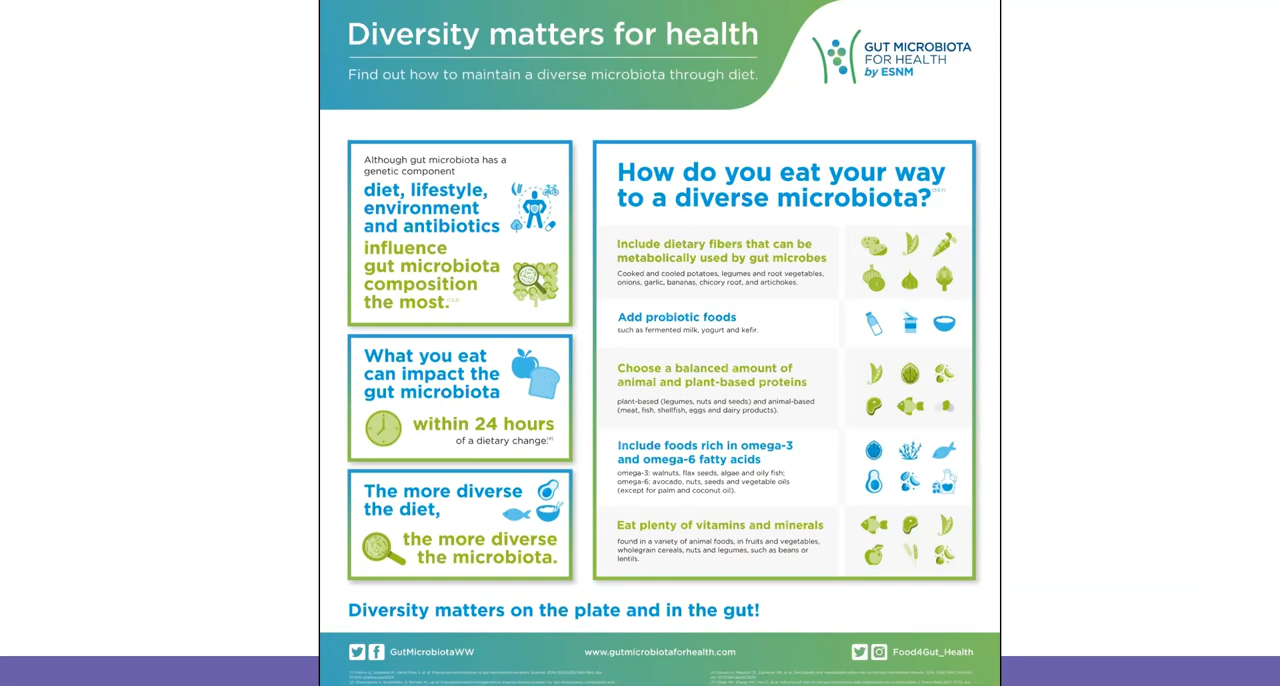 Diversity matters for health
Find out how to maintain a diverse microbiota through diet.
GUT MICROBIOTA
FOR HEALTH
by ESNM
Although gut microbiota has a
genetic component
diet, lifestyle,
environment
and antibiotics
influence
gut microbiota
composition
the most.
What you eat
can impact the
gut microbiota
within 24 hours
of a dietary change.
The more diverse
the diet,
the more diverse
the microbiota.
How do you eat your way
to a diverse microbiota?
Include dietary fibers that can be
metabolically used by gut microbes
Cooked and cooled potatoes, legumes and root vegetables,
onions, garlic, bananas, chicory root, and artichokes.
Add probiotic foods
such as fermented milk, yogurt and kefir.
Choose a balanced amount of
animal and plant-based proteins
plant-based (legumes, nuts and seeds) and animal-based
(meat, fish, shellfish, eggs and dairy products).
Include foods rich in omega-3
and omega-6 fatty acids
omega-3: walnuts, flax seeds, algae and oily fish;
omega-6: avocado, nuts, seeds and vegetable oils
(except for palm and coconut oil).
Eat plenty of vitamins and minerals
found in a variety of animal foods, in fruits and vegetables,
wholegrain cereals, nuts and legumes, such as beans or
lentils.
Diversity matters on the plate and in the gut!
GutMicrobiotaWW
www.gutmicrobiotaforhealth.com
Food4Gut_Health